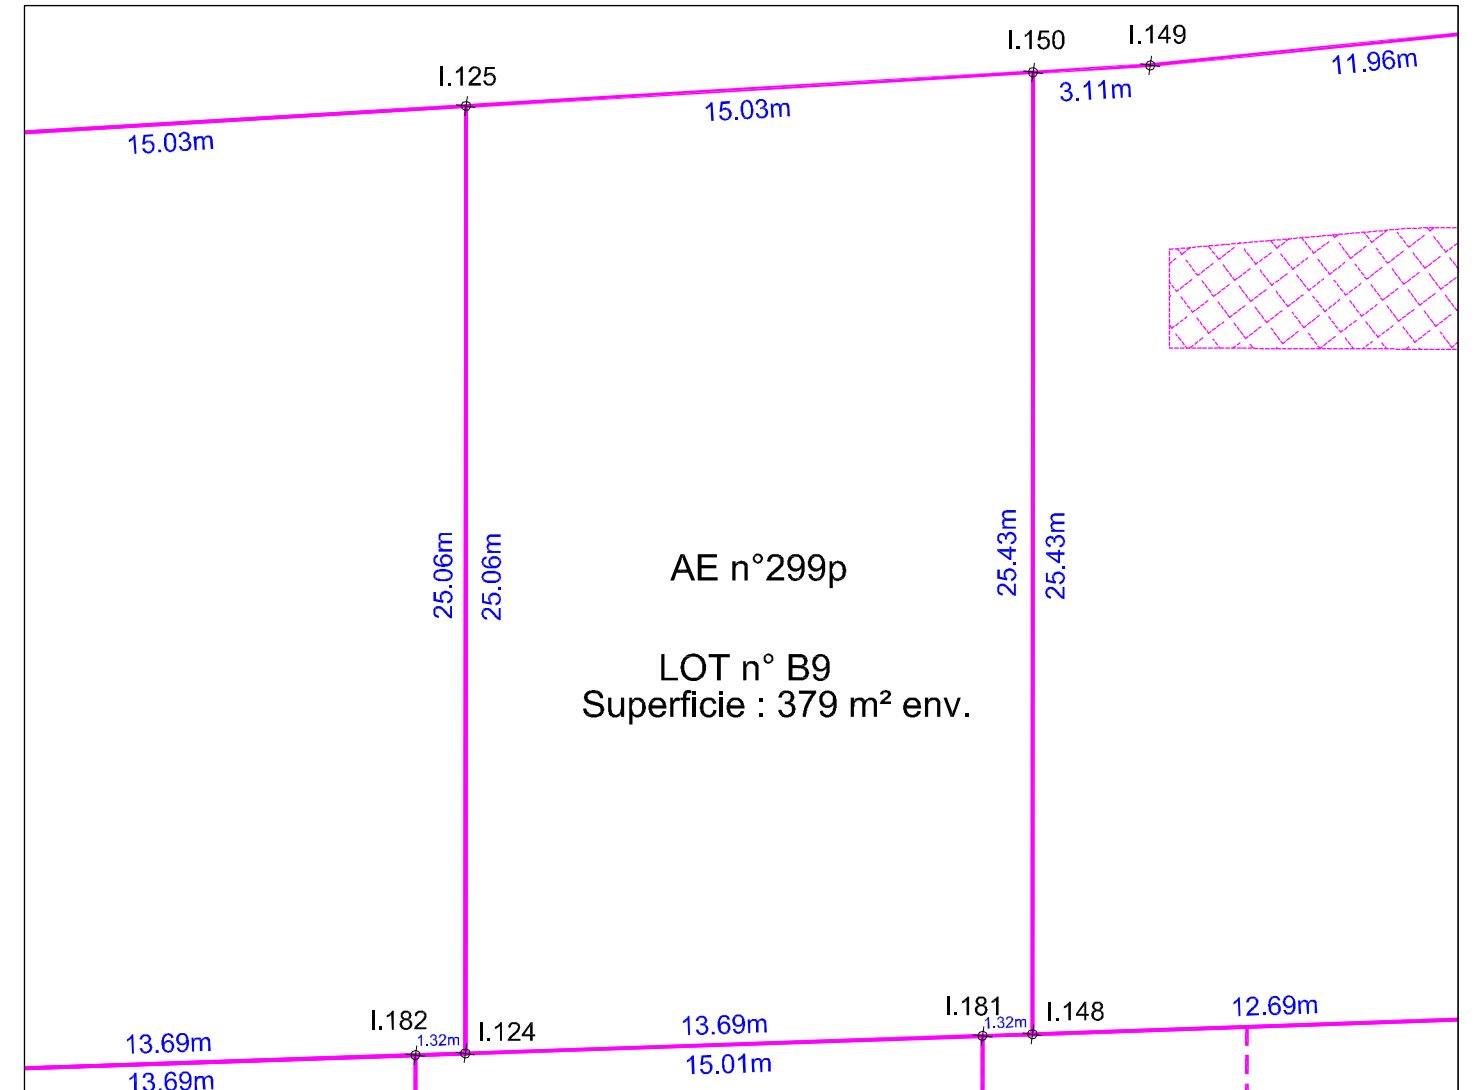 I.150
I.149
I.125
11.96m
3.11m
15.03m
15.03m
25.06m
25.06m
25.43m
25.43m
AE n°299p
LOT n° B9
Superficie : 379 m² env.
I.182
I.124
I.181
I.148
12.69m
13.69m
1.32m
13.69m
1.32m
15.01m
13.69m